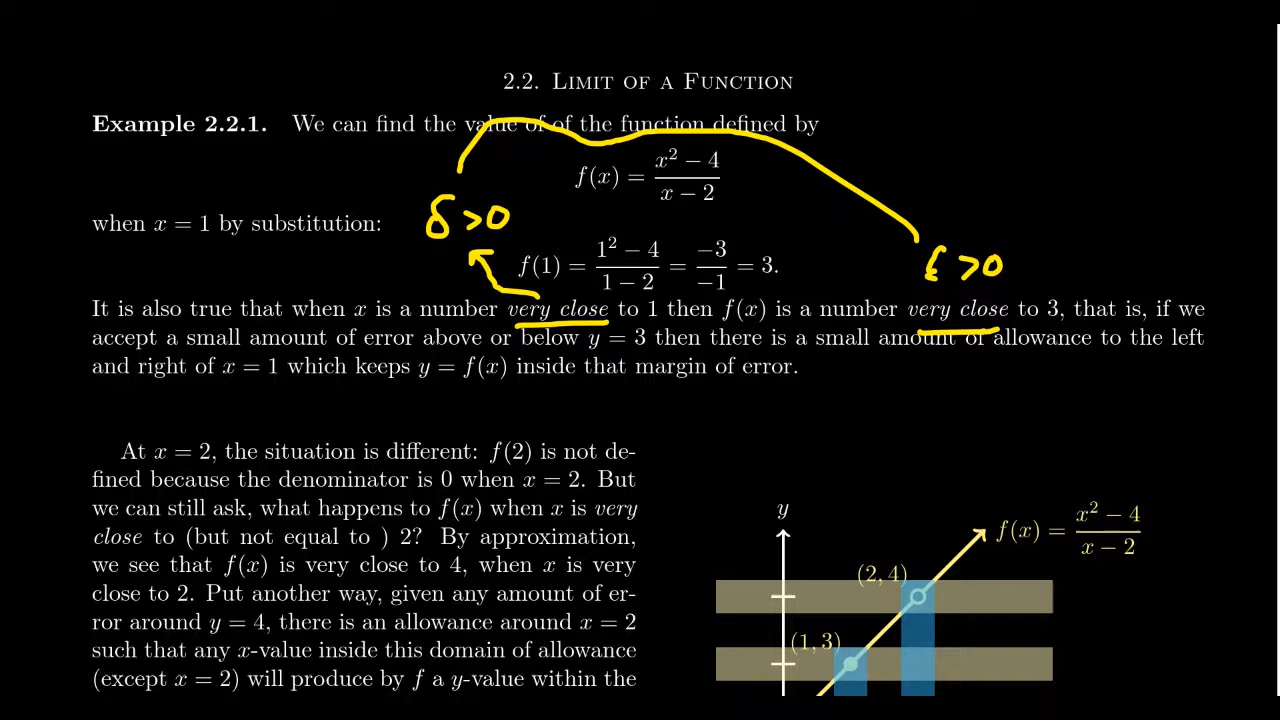 2.2. Limit of a Function
Example 2.2.1. We can find the value of of the function defined by
f(x) = \frac{x² − 4}{x − 2}
when x = 1 by substitution:
δ > 0
f(1) = \frac{1² − 4}{1 − 2} = \frac{−3}{−1} = 3.
ε > 0
It is also true that when x is a number very close to 1 then f(x) is a number very close to 3, that is, if we
accept a small amount of error above or below y = 3 then there is a small amount of allowance to the left
and right of x = 1 which keeps y = f(x) inside that margin of error.
At x = 2, the situation is different: f(2) is not de-
fined because the denominator is 0 when x = 2. But
we can still ask, what happens to f(x) when x is very
close to (but not equal to ) 2? By approximation,
we see that f(x) is very close to 4, when x is very
close to 2. Put another way, given any amount of er-
ror around y = 4, there is an allowance around x = 2
such that any x-value inside this domain of allowance
(except x = 2) will produce by f a y-value within the
y
f(x) = \frac{x² − 4}{x − 2}
(2, 4)
(1, 3)